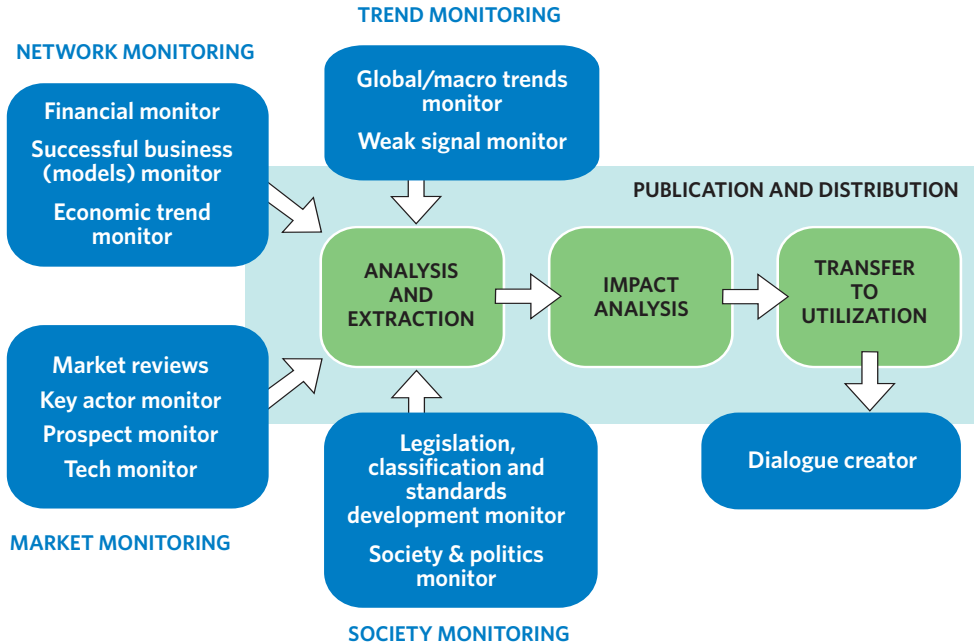 TREND MONITORING
NETWORK MONITORING
Financial monitor
Successful business
(models) monitor
Economic trend
monitor
Global/macro trends
monitor
Weak signal monitor
PUBLICATION AND DISTRIBUTION
ANALYSIS
AND
EXTRACTION
IMPACT
ANALYSIS
TRANSFER
TO
UTILIZATION
Market reviews
Key actor monitor
Prospect monitor
Tech monitor
MARKET MONITORING
Legislation,
classification and
standards
development monitor
Society & politics
monitor
SOCIETY MONITORING
Dialogue creator